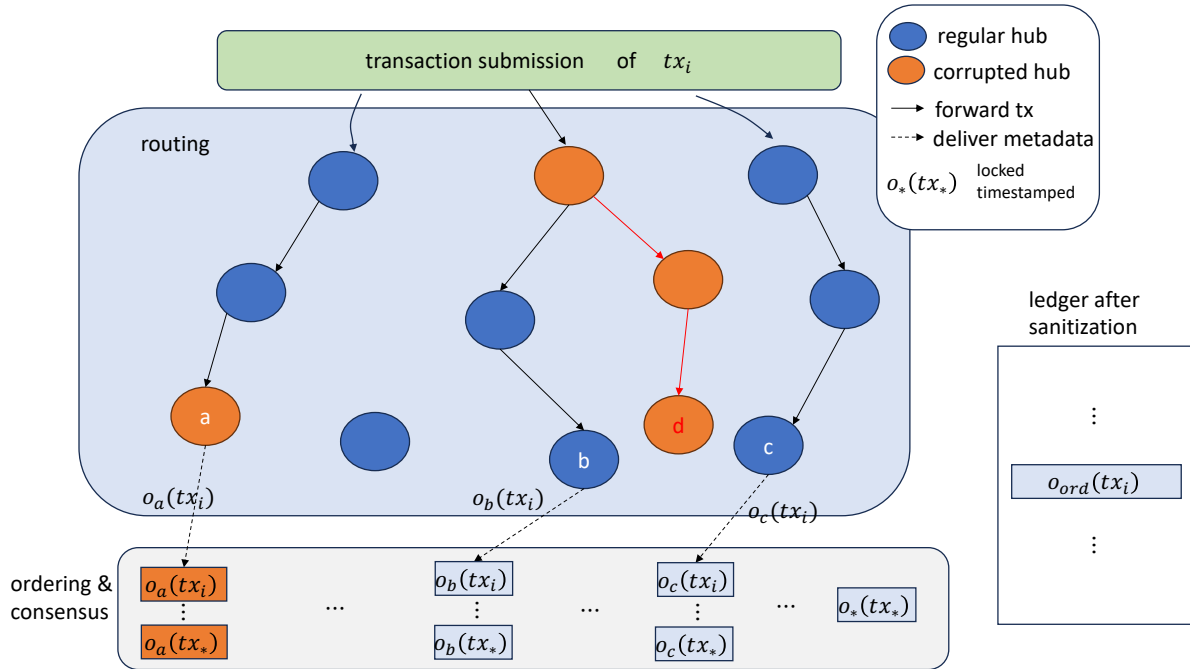 transaction submission of tx_i
regular hub
corrupted hub
forward tx
deliver metadata
o_*(tx_*) locked
timestamped
routing
a
b
d
c
o_a(tx_i)
o_b(tx_i)
o_c(tx_i)
ordering &
consensus
o_a(tx_i)
⋮
o_a(tx_*)
...
o_b(tx_i)
⋮
o_b(tx_*)
...
o_c(tx_i)
⋮
o_c(tx_*)
...
o_*(tx_*)
ledger after
sanitization
⋮
o_{ord}(tx_i)
⋮